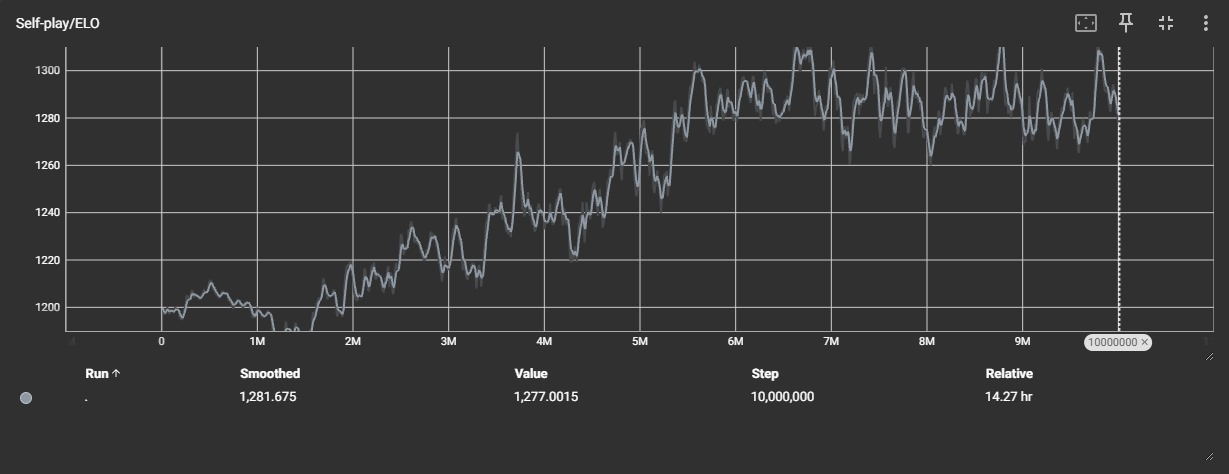 Self-play/ELO
1300
1280
1260
1240
1220
1200
0 1M 2M 3M 4M 5M 6M 7M 8M 9M 10000000 ×
Run ↑ Smoothed Value Step Relative
. 1,281.675 1,277.0015 10,000,000 14.27 hr